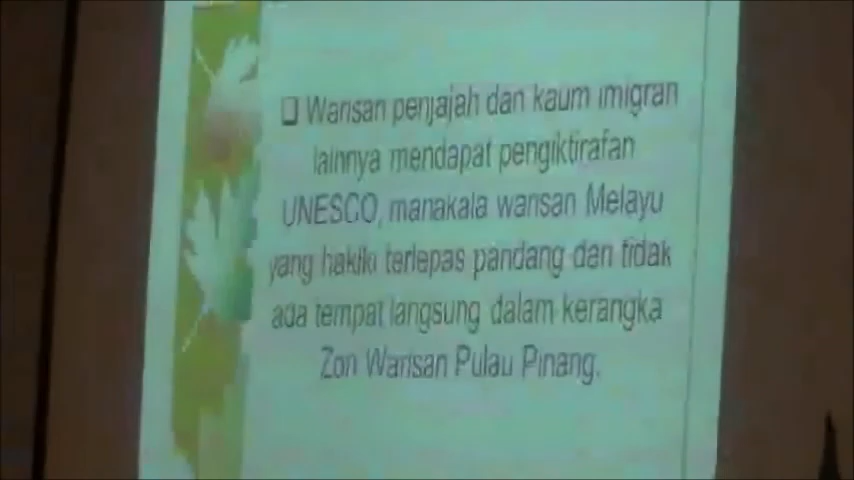 ❑ Warisan penjajah dan kaum imigran
lainnya mendapat pengiktirafan
UNESCO, manakala warisan Melayu
yang hakiki terlepas pandang dan tidak
ada tempat langsung dalam kerangka
Zon Warisan Pulau Pinang.